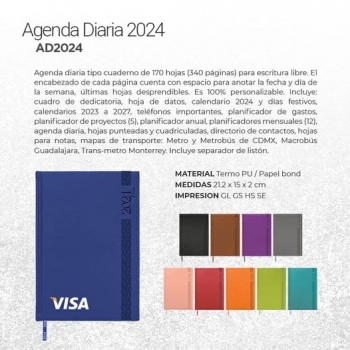 Agenda Diaria 2024
AD2024
Agenda diaria tipo cuaderno de 170 hojas (340 páginas) para escritura libre. El
encabezado de cada página cuenta con espacio para anotar la fecha y día de
la semana, últimas hojas desprendibles. Es 100% personalizable. Incluye:
cuadro de dedicatoria, hoja de datos, calendario 2024 y días festivos,
calendarios 2023 a 2027, teléfonos importantes, planificador de gastos,
planificador de proyectos (5), planificador anual, planificadores mensuales (12),
agenda diaria, hojas punteadas y cuadriculadas, directorio de contactos, hojas
para notas, mapas de transporte: Metro y Metrobús de CDMX, Macrobús
Guadalajara, Trans-metro Monterrey. Incluye separador de listón.
MATERIAL Termo PU / Papel bond
MEDIDAS 21.2 x 15 x 2 cm
IMPRESION GL GS HS SE
VISA